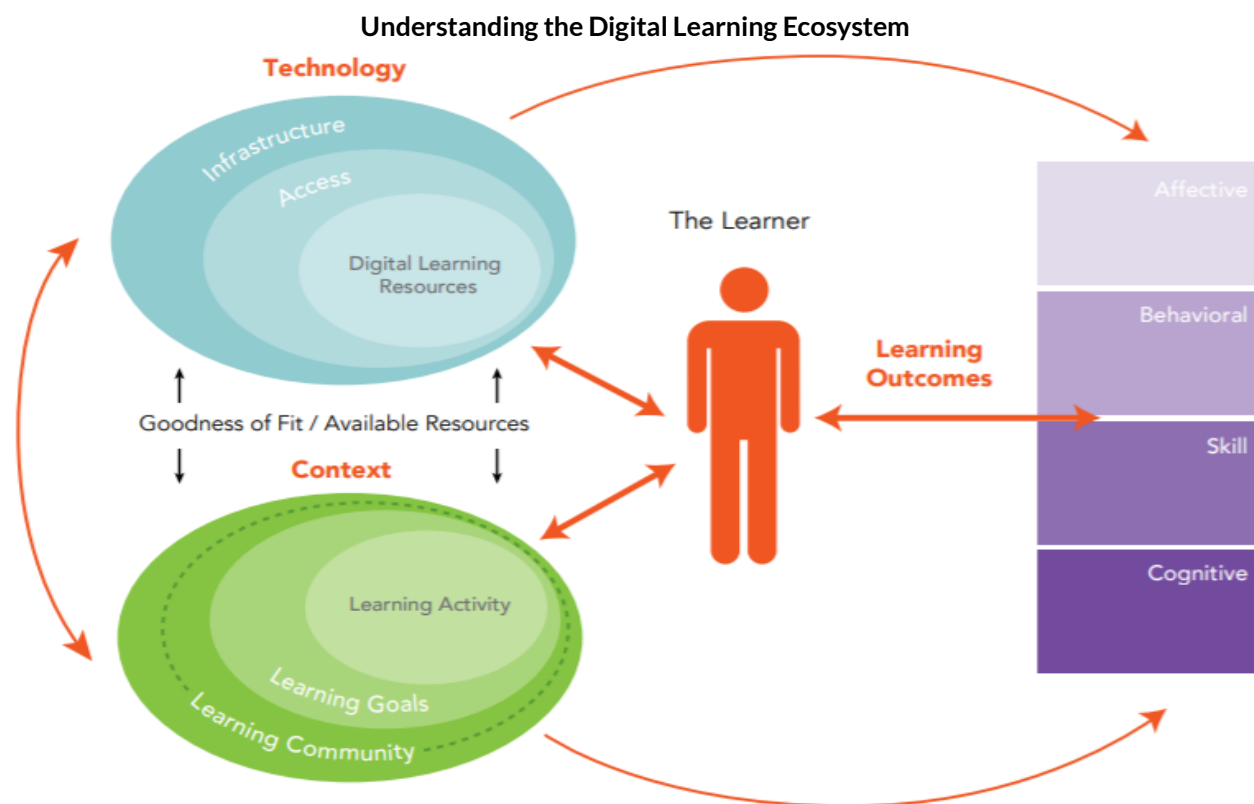 Understanding the Digital Learning Ecosystem
Technology
Infrastructure
Access
Digital Learning
Resources
The Learner
Affective
Behavioral
Learning
Outcomes
Goodness of Fit / Available Resources
Context
Skill
Cognitive
Learning Activity
Learning Goals
Learning Community